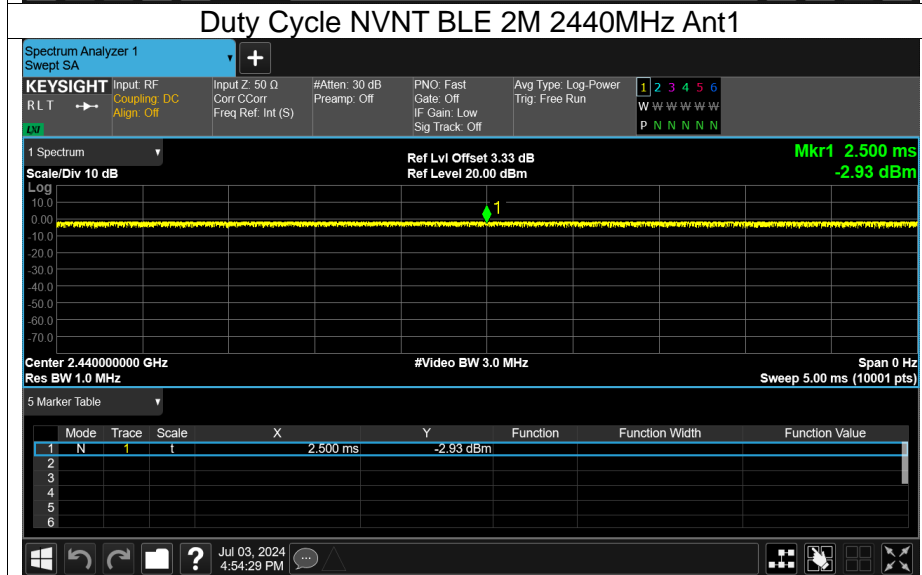 Duty Cycle NVNT BLE 2M 2440MHz Ant1
Spectrum Analyzer 1
Swept SA
+
KEYSIGHT Input: RF Input Z: 50 Ω #Atten: 30 dB PNO: Fast Avg Type: Log-Power 1 2 3 4 5 6
RLT Coupling: DC Corr CCorr Preamp: Off Gate: Off Trig: Free Run W W W W W W
Align: Off Freq Ref: Int (S) IF Gain: Low
LXI Sig Track: Off P N N N N N
1 Spectrum
Ref Lvl Offset 3.33 dB Mkr1 2.500 ms
Scale/Div 10 dB Ref Level 20.00 dBm -2.93 dBm
Log
10.0
1
0.00
-10.0
-20.0
-30.0
-40.0
-50.0
-60.0
-70.0
Center 2.440000000 GHz #Video BW 3.0 MHz Span 0 Hz
Res BW 1.0 MHz Sweep 5.00 ms (10001 pts)
5 Marker Table
Mode Trace Scale X Y Function Function Width Function Value
1 N 1 t 2.500 ms -2.93 dBm
2
3
4
5
6
? Jul 03, 2024
4:54:29 PM